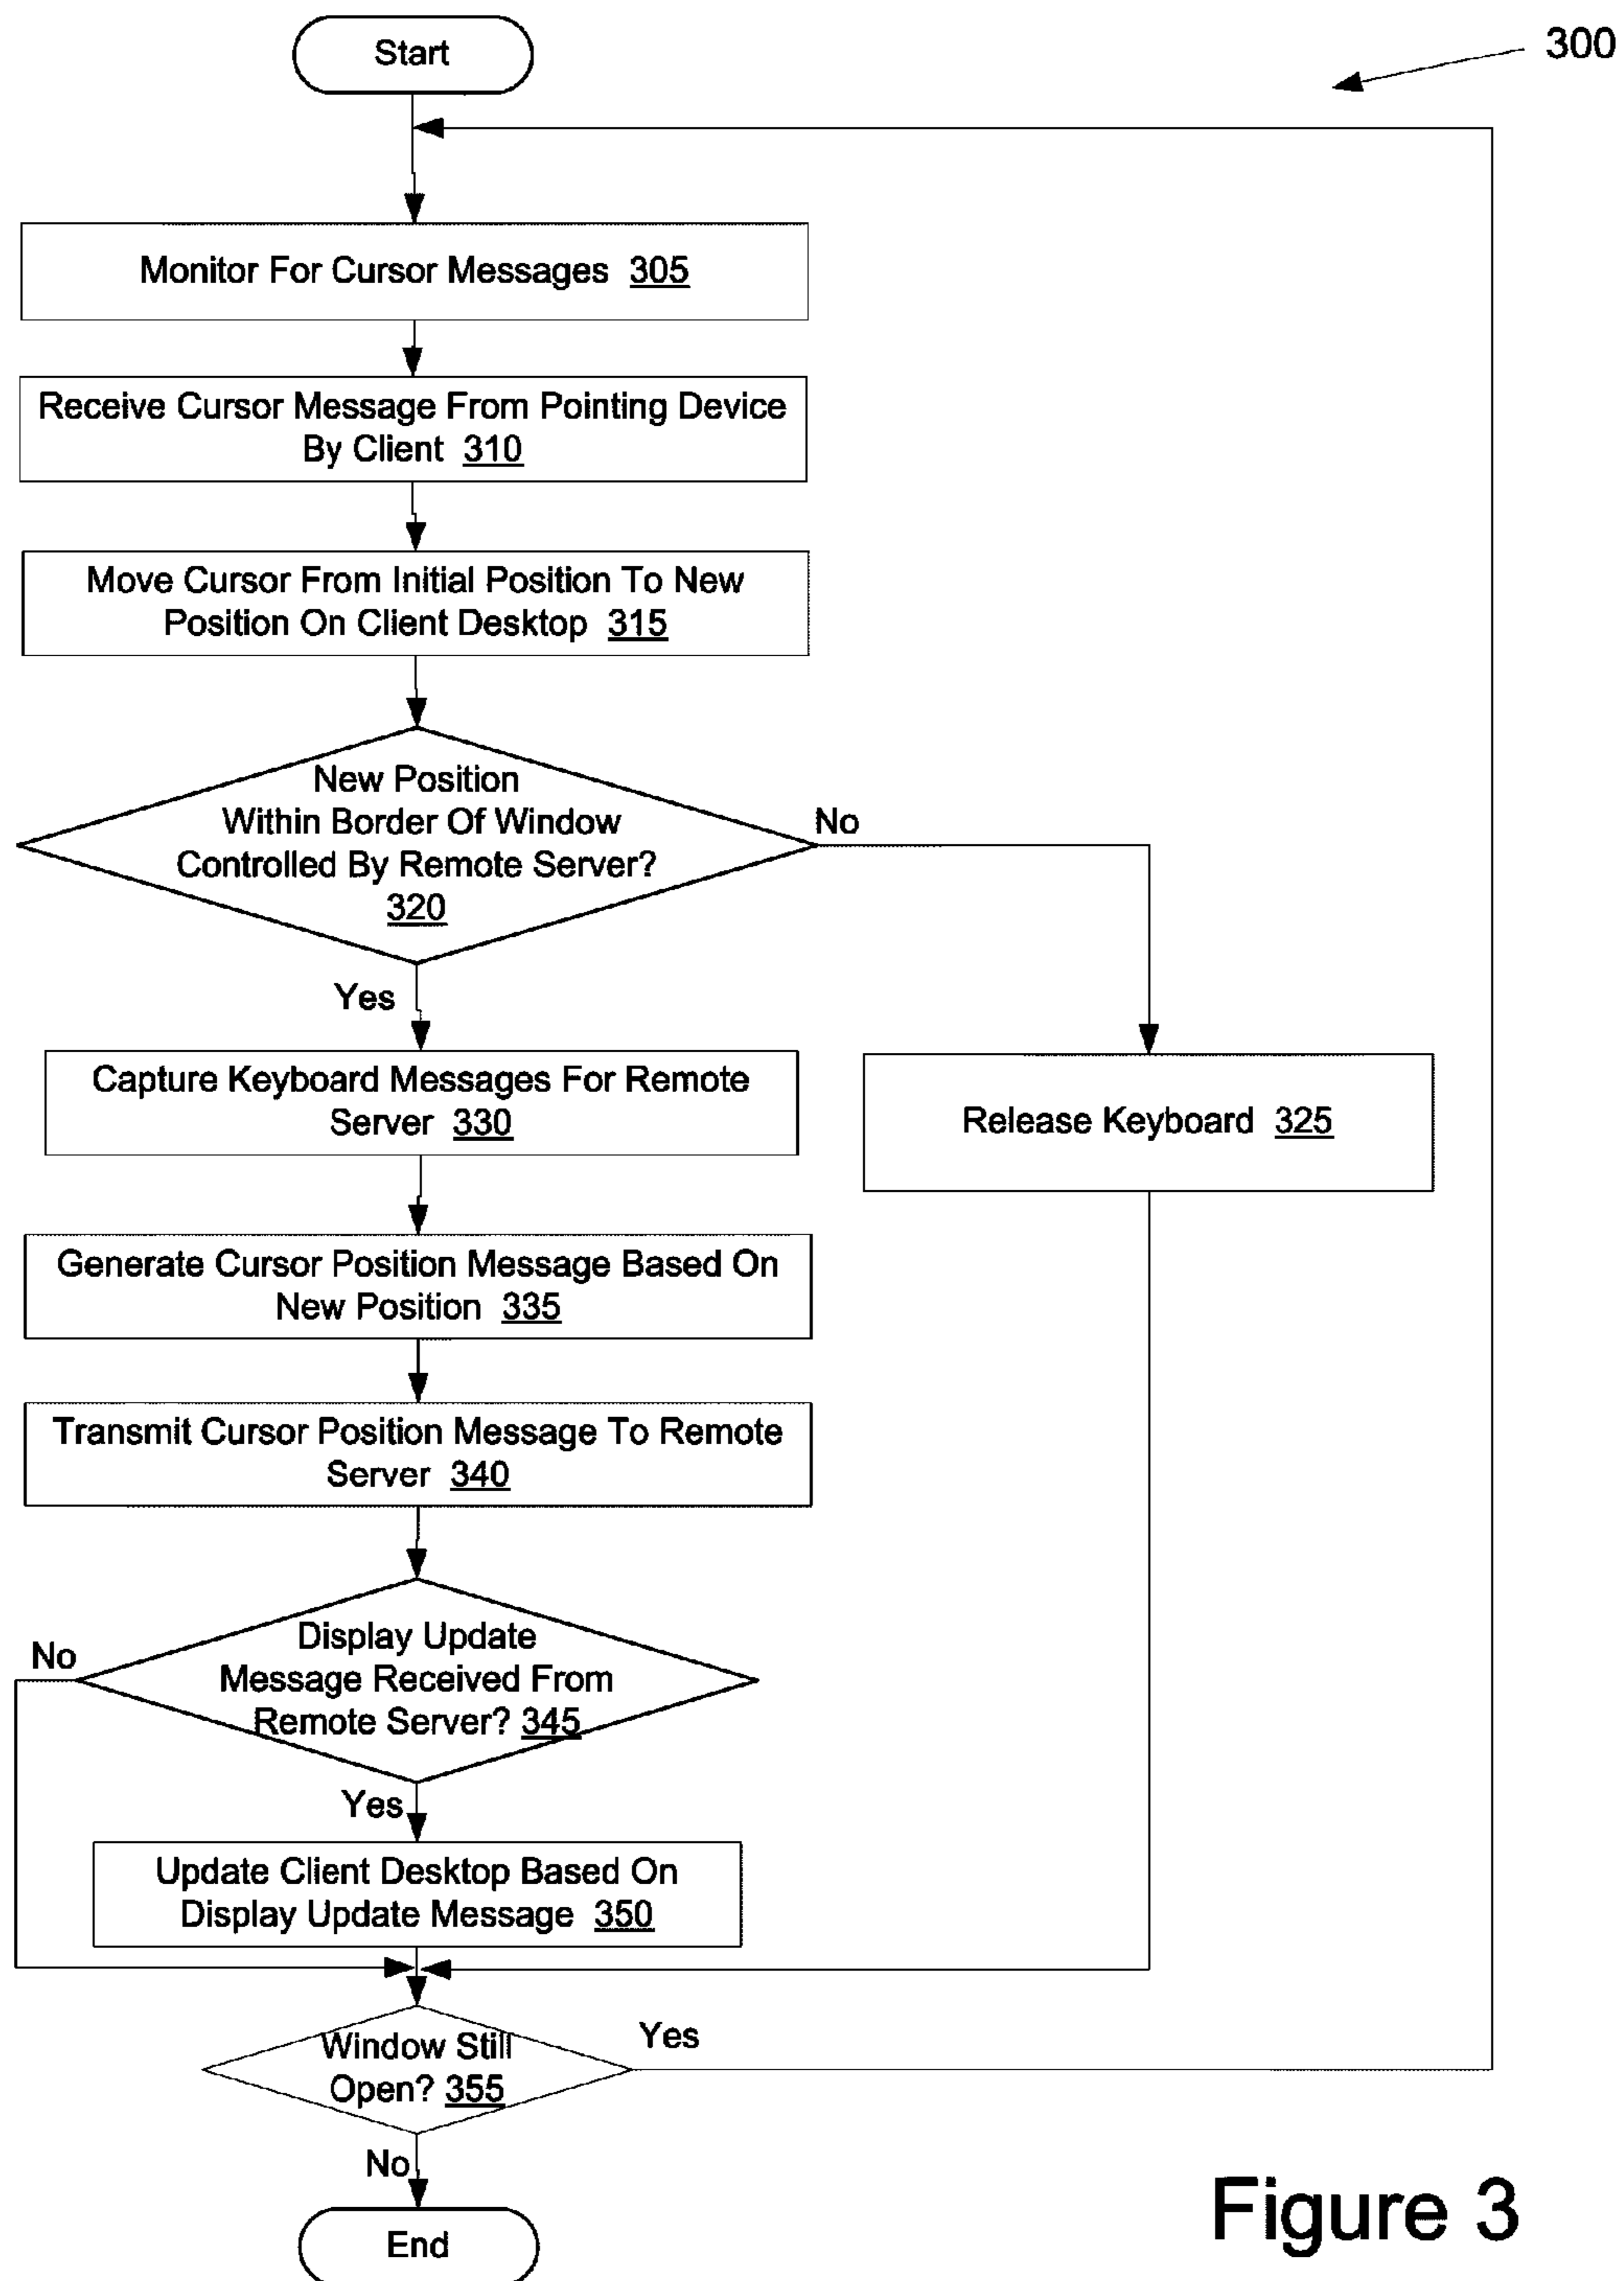 Start
300
Monitor For Cursor Messages 305
Receive Cursor Message From Pointing Device
By Client 310
Move Cursor From Initial Position To New
Position On Client Desktop 315
New Position
Within Border Of Window
Controlled By Remote Server?
320
No
Yes
Capture Keyboard Messages For Remote
Server 330
Release Keyboard 325
Generate Cursor Position Message Based On
New Position 335
Transmit Cursor Position Message To Remote
Server 340
Display Update
Message Received From
Remote Server? 345
No
Yes
Update Client Desktop Based On
Display Update Message 350
Window Still
Open? 355
Yes
No
End
Figure 3